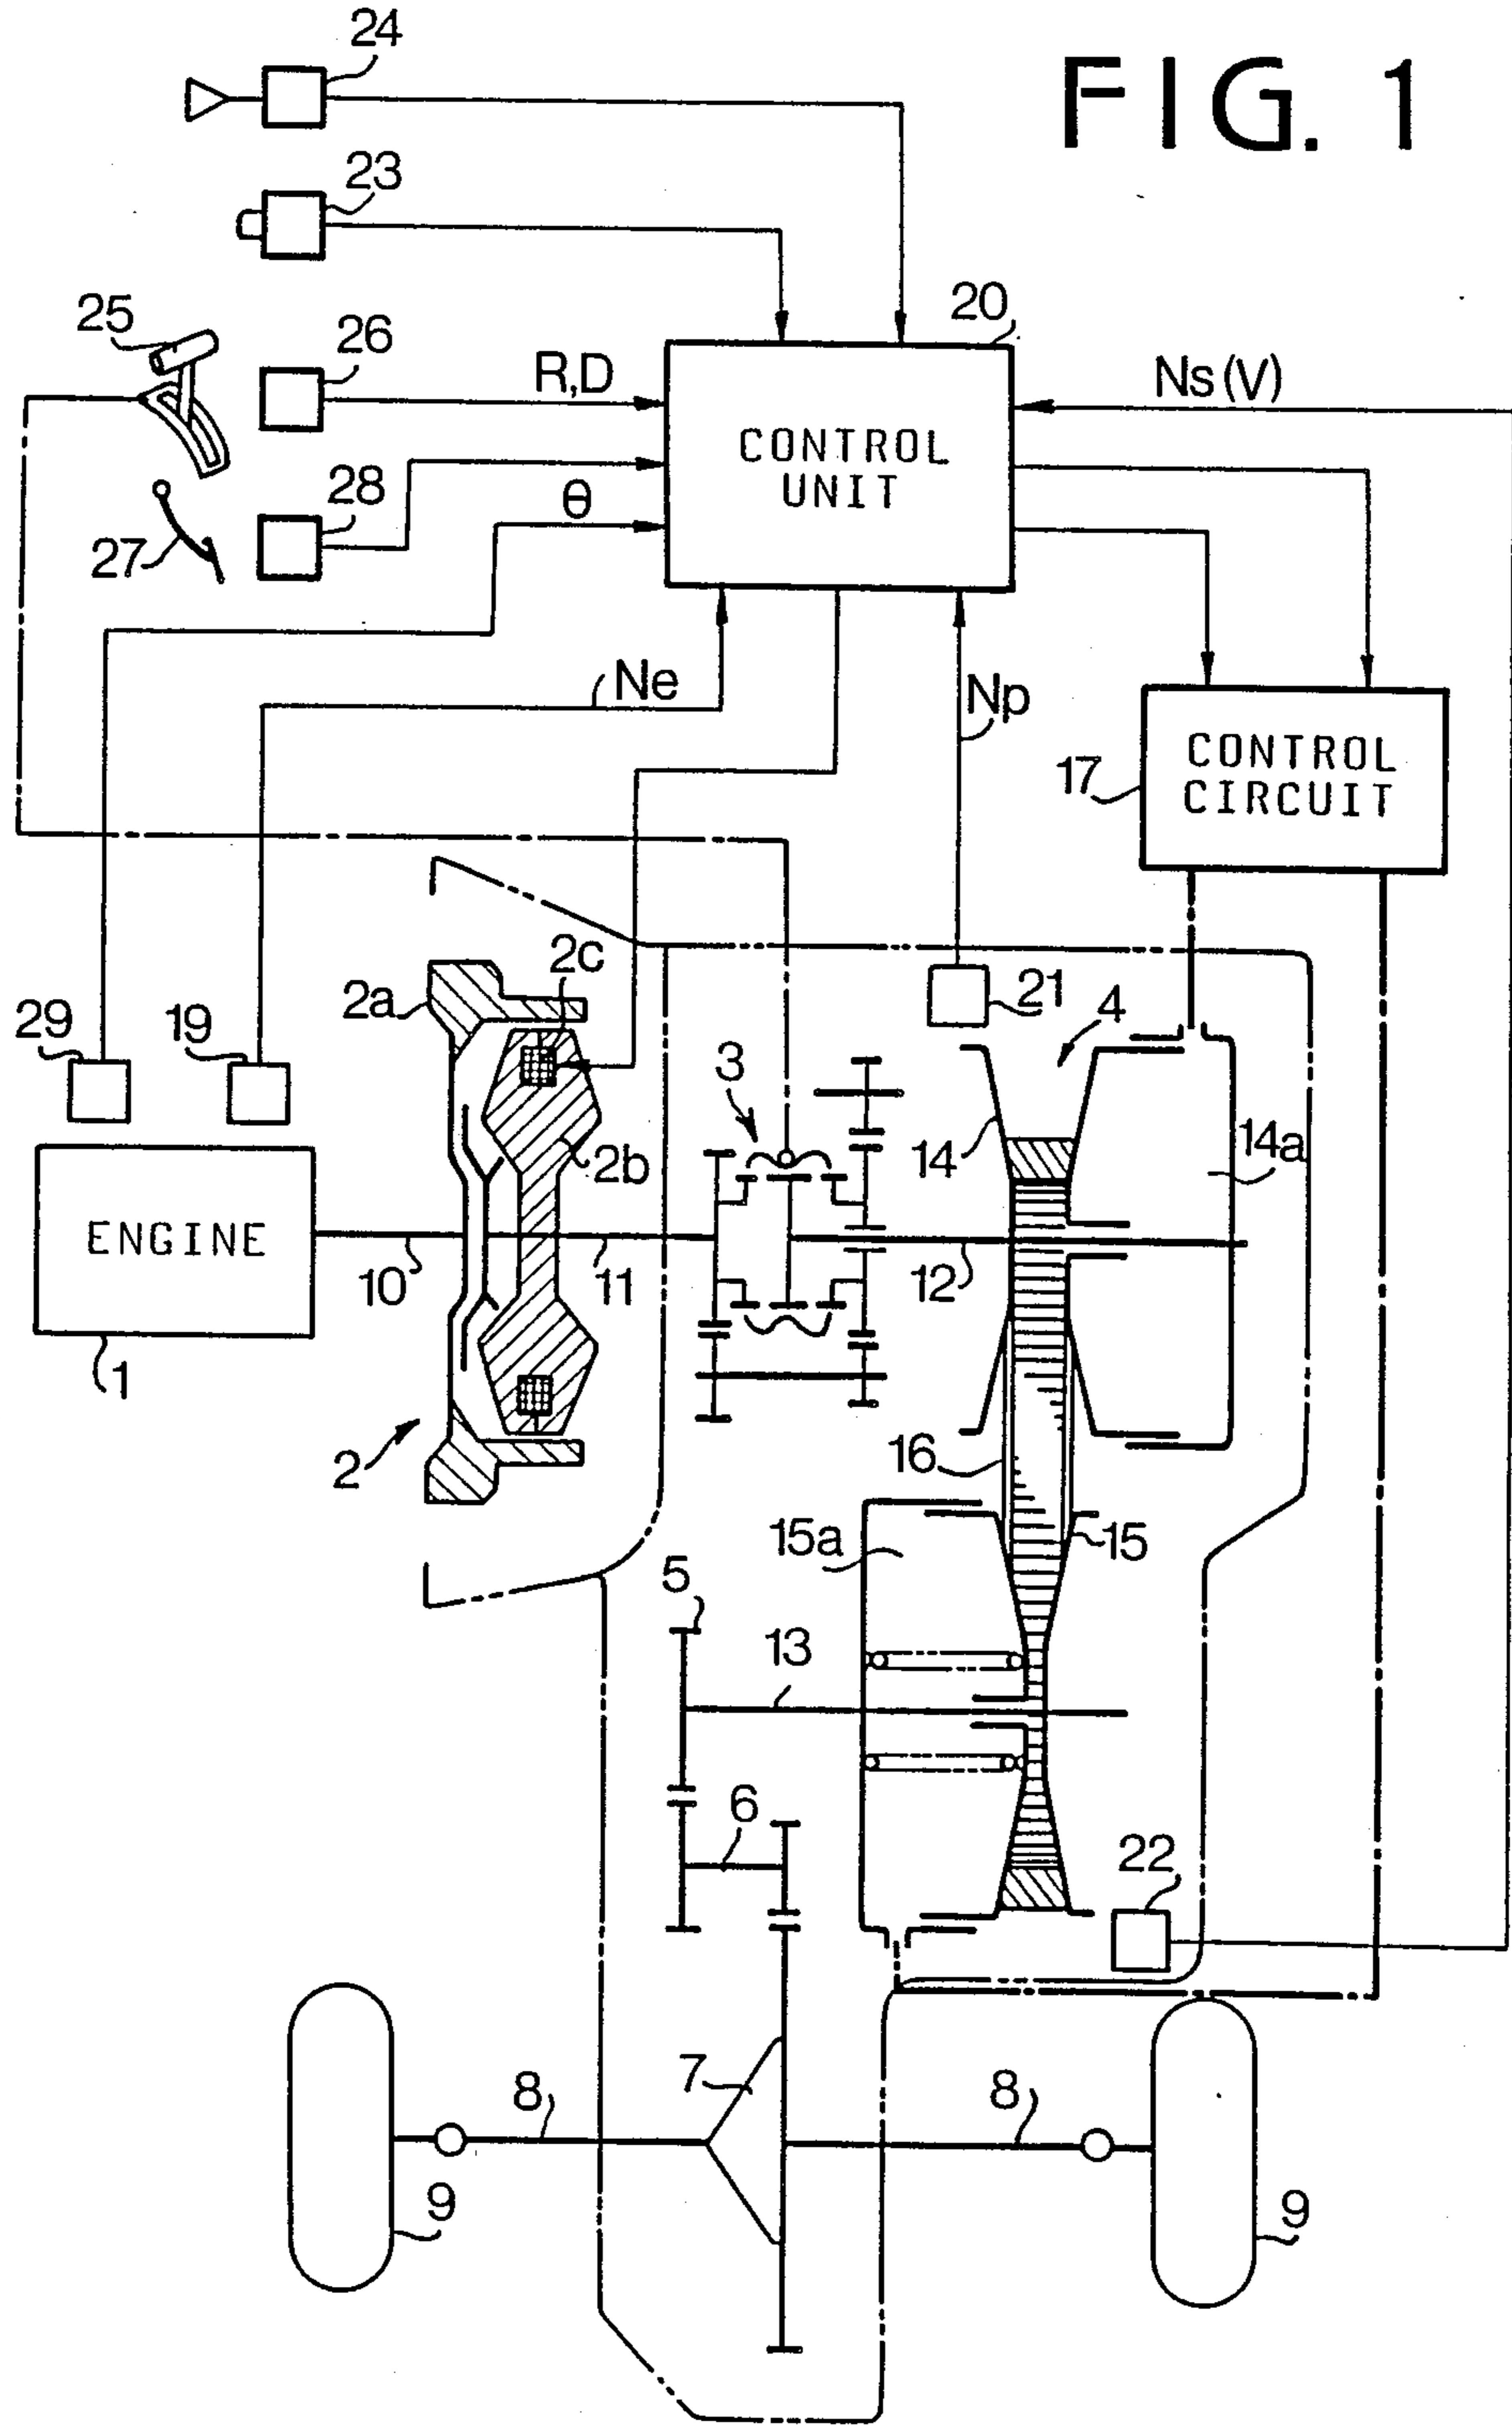 FIG. 1
24
23
20
25
26
R,D
Ns (V)
CONTROL
UNIT
28
θ
27
Ne
Np
17
CONTROL
CIRCUIT
2c
2a
21
4
29
19
3
14
14a
2b
ENGINE
10
11
12
1
2
16
15a
15
5
13
6
22
7
8
8
9
9